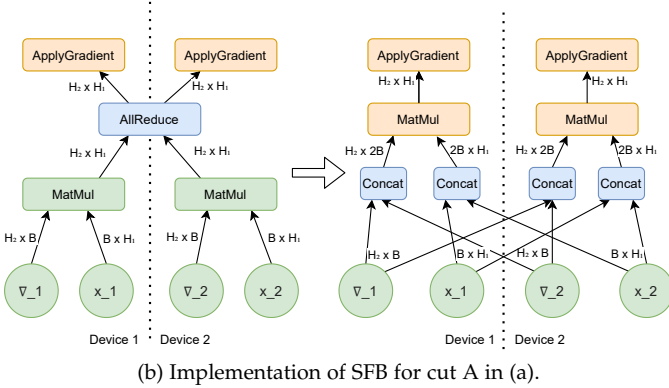 ApplyGradient ApplyGradient ApplyGradient ApplyGradient
H₂ x H₁ H₂ x H₁ H₂ x H₁ H₂ x H₁
AllReduce MatMul MatMul
H₂ x H₁ H₂ x H₁ H₂ x 2B 2B x H₁ H₂ x 2B 2B x H₁
MatMul MatMul Concat Concat Concat Concat
H₂ x B B x H₁ H₂ x B B x H₁ H₂ x B B x H₁ H₂ x B B x H₁
∇_1 x_1 ∇_2 x_2 ∇_1 x_1 ∇_2 x_2
Device 1 Device 2 Device 1 Device 2
(b) Implementation of SFB for cut A in (a).